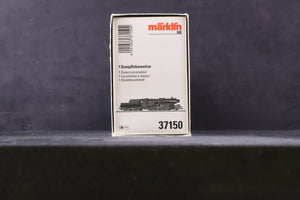 märklin
HO
1 Dampflokomotive
1 Steam Locomotive
1 Locomotive à vapeur
1 Stoomlocomotief
37150